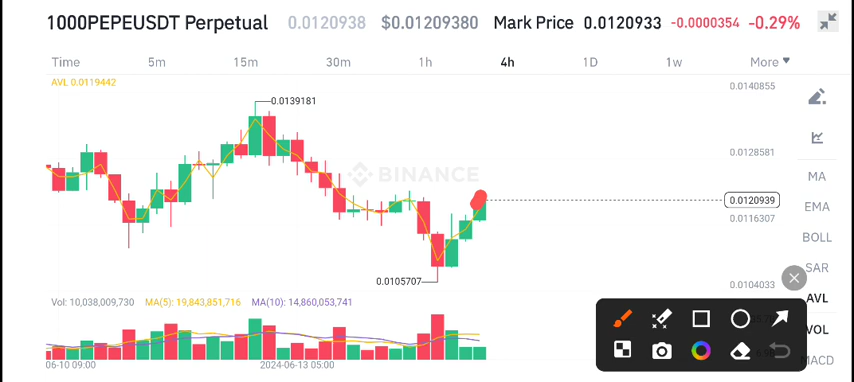 1000PEPEUSDT Perpetual 0.0120938 $0.01209380 Mark Price 0.0120933 -0.0000354 -0.29%
Time 5m 15m 30m 1h 4h 1D 1w More
AVL 0.0119442
0.0140855
0.0139181
0.0128581
BINANCE
MA
0.0120939
EMA
0.0116307
BOLL
SAR
0.0105707
0.0104033
AVL
Vol: 10,038,009,730 MA(5): 19,843,851,716 MA(10): 14,860,053,741
VOL
MACD
06-10 09:00 2024-06-13 05:00